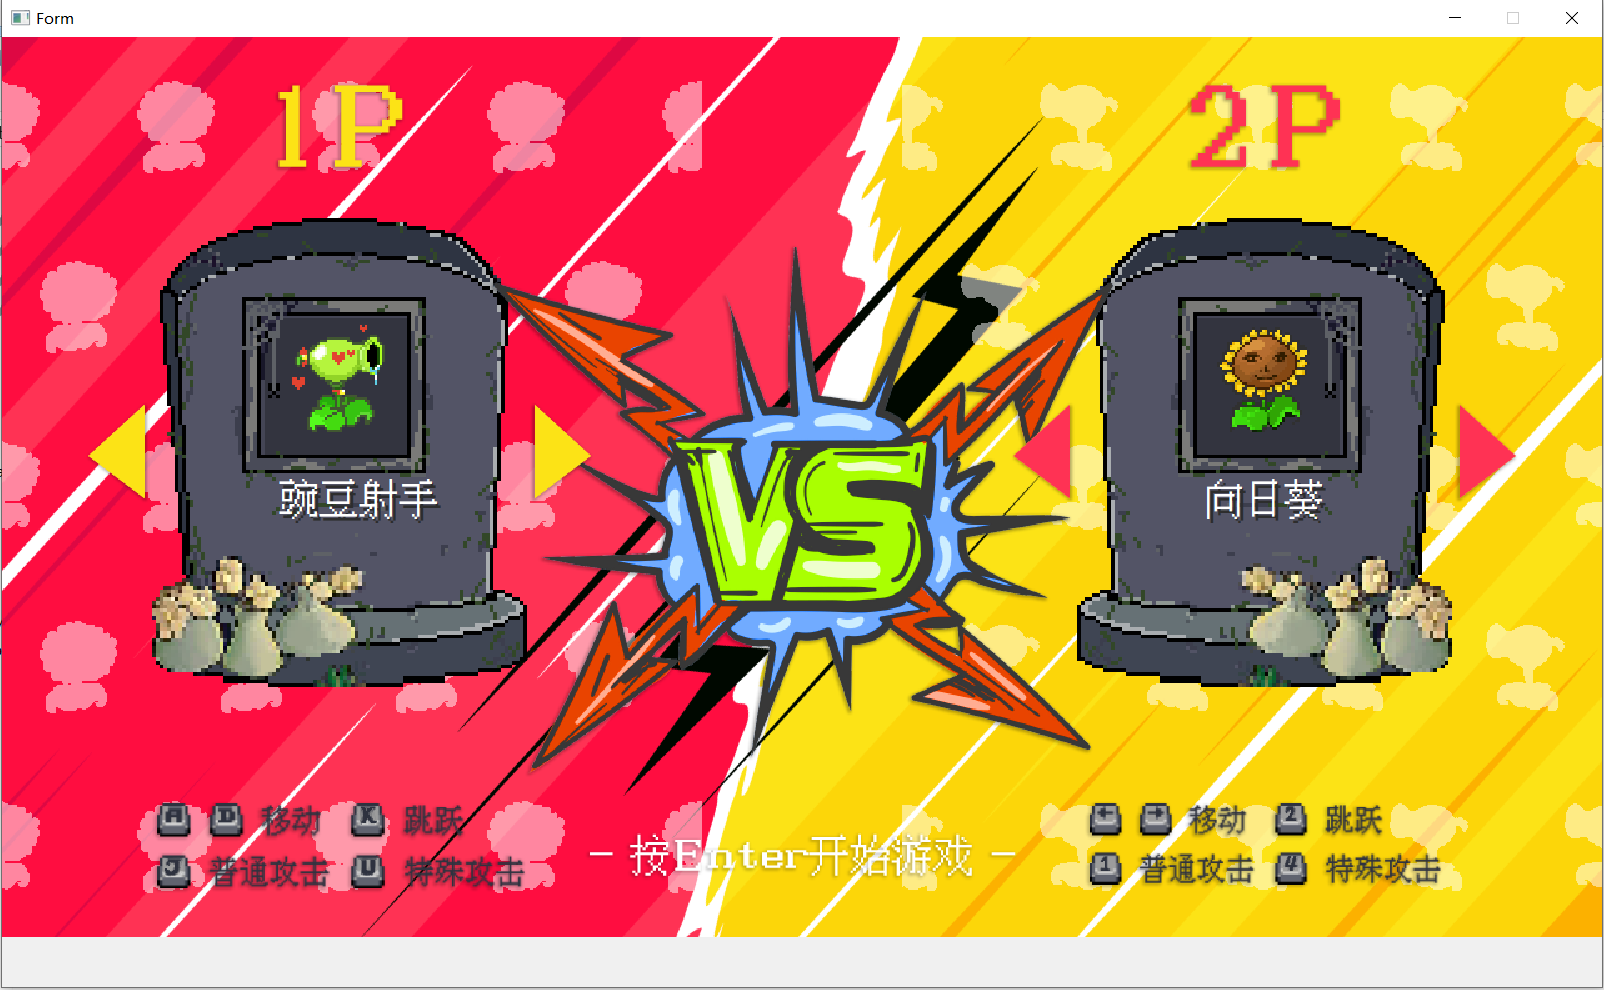 Form
1P
2P
VS
豌豆射手
向日葵
A D 移动 K 跳跃
J 普通攻击 U 特殊攻击
- 按Enter开始游戏 -
← → 移动 2 跳跃
1 普通攻击 4 特殊攻击